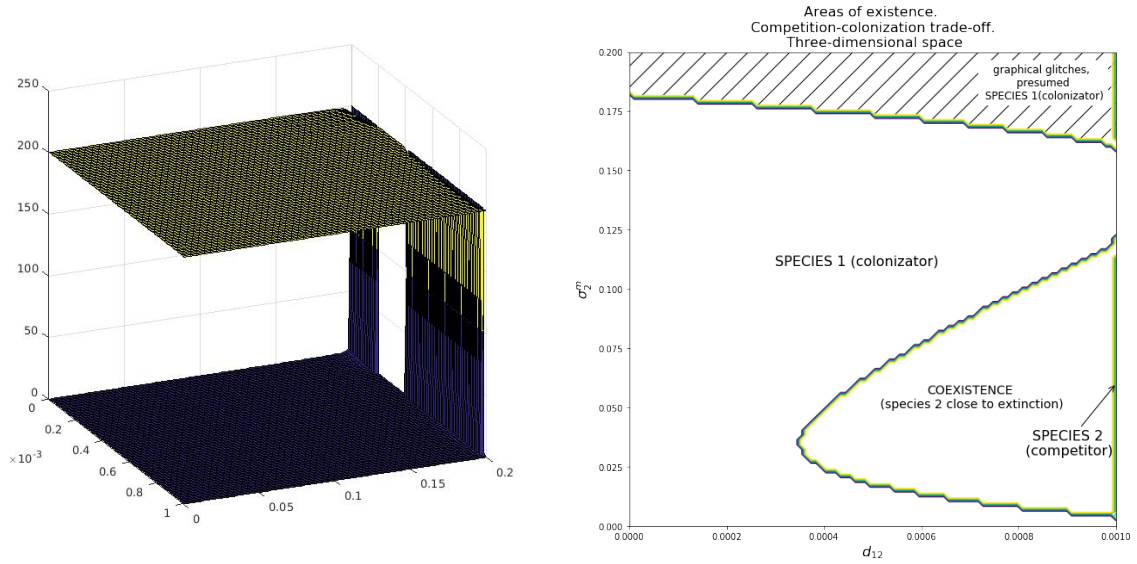 250
200
150
100
50
0
0
0.2
0.4
0.6
0.8
1
×10⁻³
0
0.05
0.1
0.15
0.2
Areas of existence.
Competition-colonization trade-off.
Three-dimensional space
0.200
0.175
0.150
0.125
0.100
0.075
0.050
0.025
0.000
σ₂ᵐ
graphical glitches,
presumed
SPECIES 1(colonizator)
SPECIES 1 (colonizator)
COEXISTENCE
(species 2 close to extinction)
SPECIES 2
(competitor)
0.0000
0.0002
0.0004
0.0006
0.0008
0.0010
d₁₂